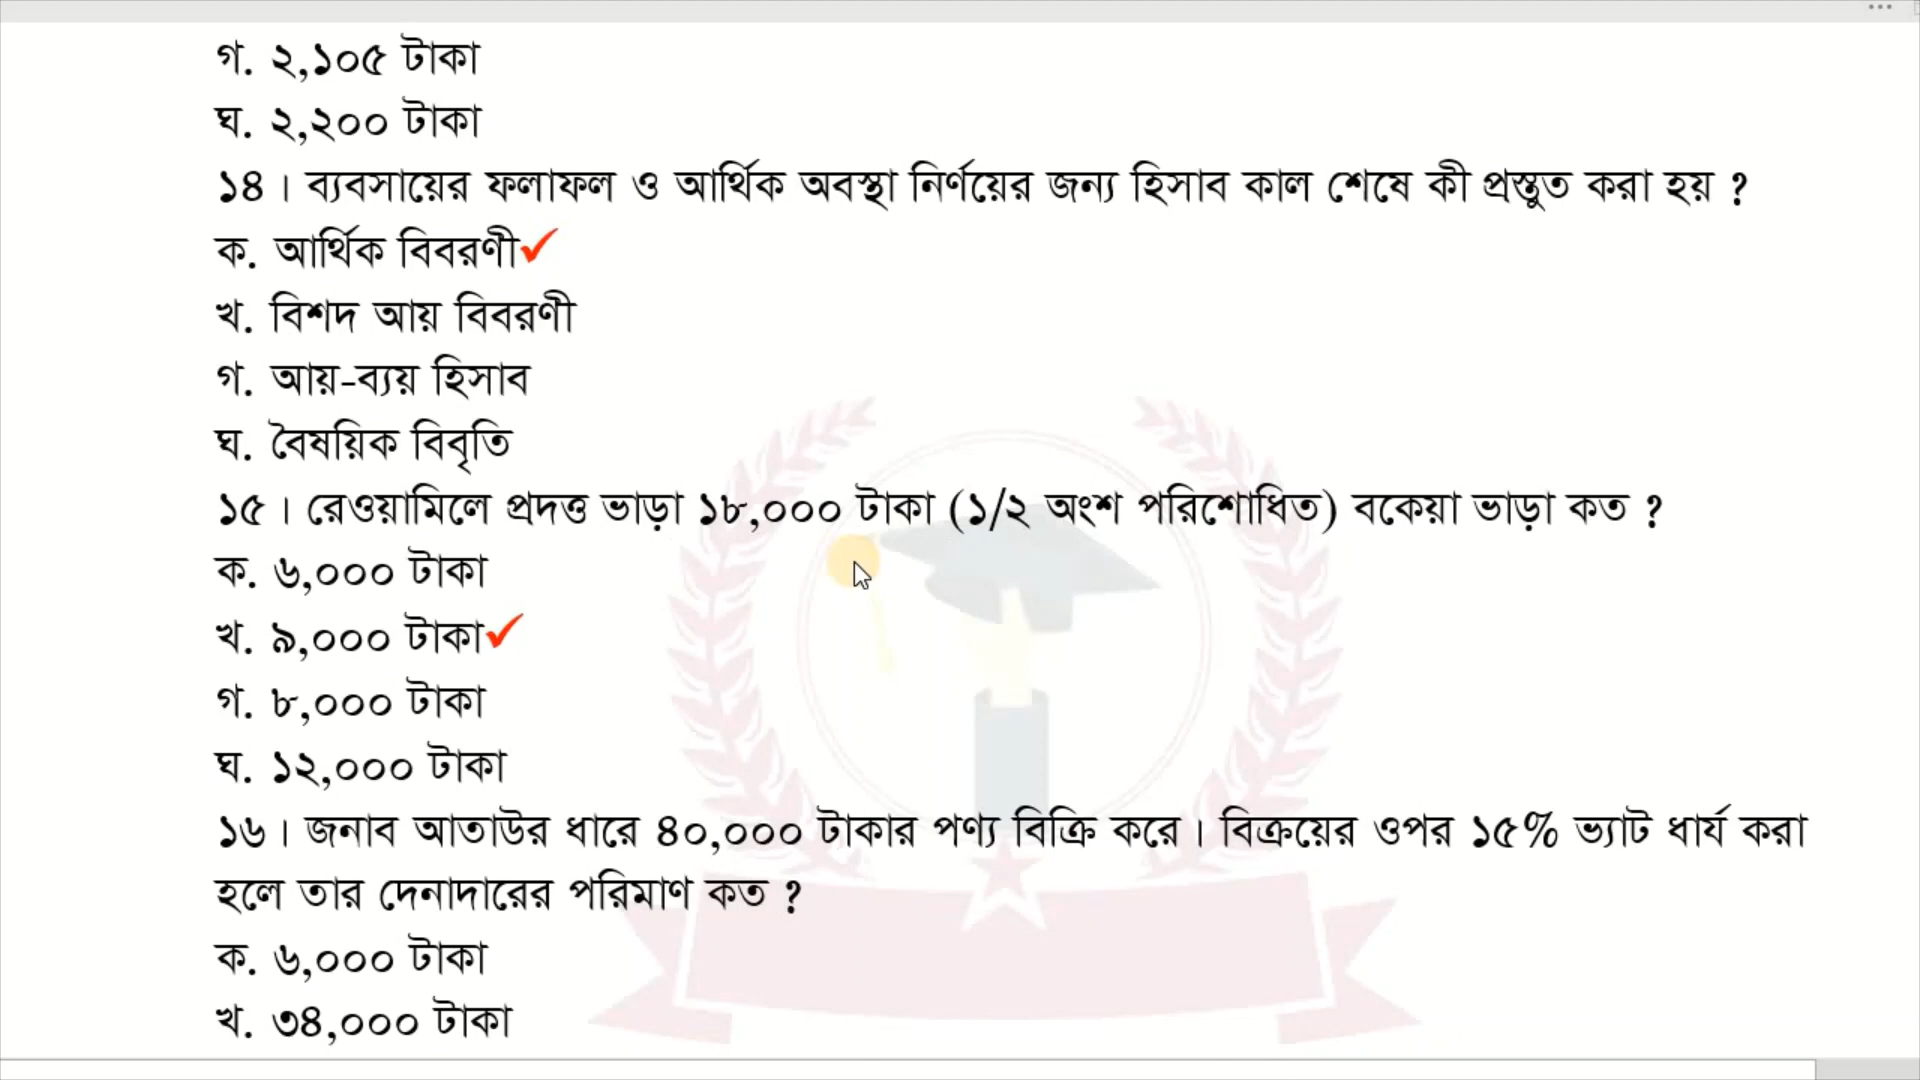 গ. ২,১০৫ টাকা
ঘ. ২,২০০ টাকা
১৪। ব্যবসায়ের ফলাফল ও আর্থিক অবস্থা নির্ণয়ের জন্য হিসাব কাল শেষে কী প্রস্তুত করা হয় ?
ক. আর্থিক বিবরণী✓
খ. বিশদ আয় বিবরণী
গ. আয়-ব্যয় হিসাব
ঘ. বৈষয়িক বিবৃতি
১৫। রেওয়ামিলে প্রদত্ত ভাড়া ১৮,০০০ টাকা (১/২ অংশ পরিশোধিত) বকেয়া ভাড়া কত ?
ক. ৬,০০০ টাকা
খ. ৯,০০০ টাকা✓
গ. ৮,০০০ টাকা
ঘ. ১২,০০০ টাকা
১৬। জনাব আতাউর ধারে ৪০,০০০ টাকার পণ্য বিক্রি করে। বিক্রয়ের ওপর ১৫% ভ্যাট ধার্য করা
হলে তার দেনাদারের পরিমাণ কত ?
ক. ৬,০০০ টাকা
খ. ৩৪,০০০ টাকা